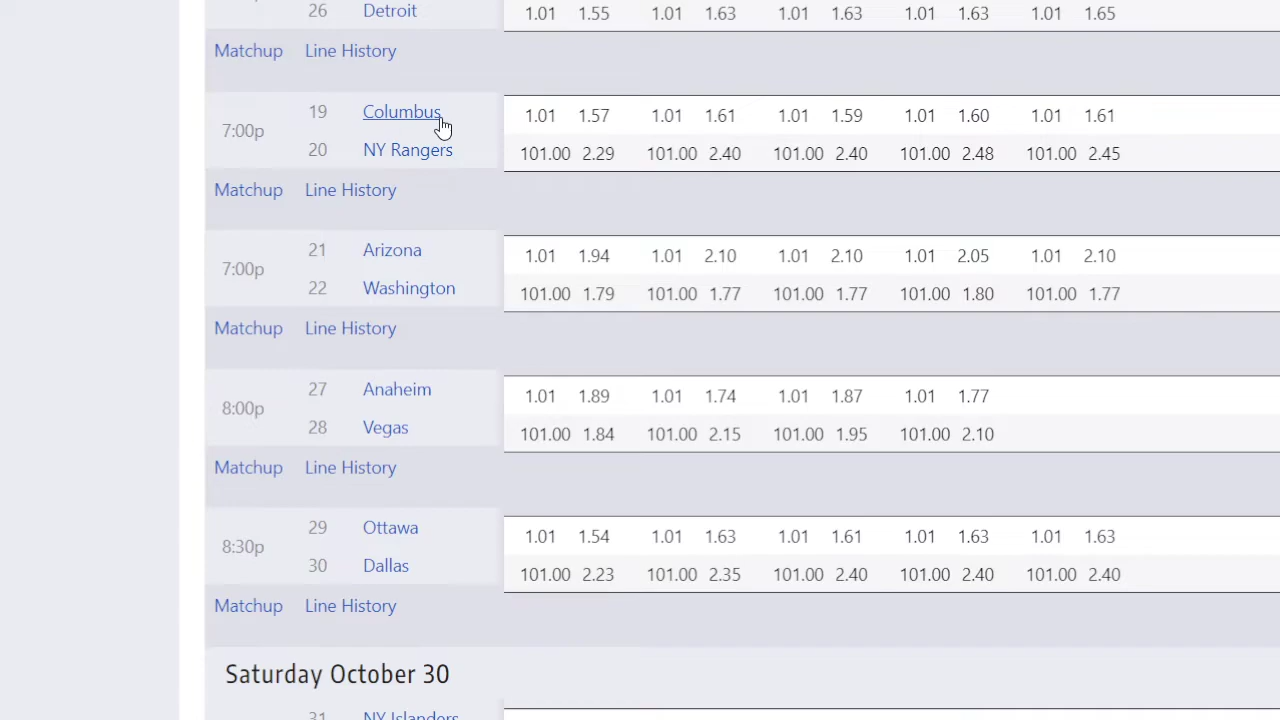 26 Detroit 1.01 1.55 1.01 1.63 1.01 1.63 1.01 1.63 1.01 1.65
Matchup Line History
19 Columbus 1.01 1.57 1.01 1.61 1.01 1.59 1.01 1.60 1.01 1.61
7:00p
20 NY Rangers 101.00 2.29 101.00 2.40 101.00 2.40 101.00 2.48 101.00 2.45
Matchup Line History
21 Arizona 1.01 1.94 1.01 2.10 1.01 2.10 1.01 2.05 1.01 2.10
7:00p
22 Washington 101.00 1.79 101.00 1.77 101.00 1.77 101.00 1.80 101.00 1.77
Matchup Line History
27 Anaheim 1.01 1.89 1.01 1.74 1.01 1.87 1.01 1.77
8:00p
28 Vegas 101.00 1.84 101.00 2.15 101.00 1.95 101.00 2.10
Matchup Line History
29 Ottawa 1.01 1.54 1.01 1.63 1.01 1.61 1.01 1.63 1.01 1.63
8:30p
30 Dallas 101.00 2.23 101.00 2.35 101.00 2.40 101.00 2.40 101.00 2.40
Matchup Line History
Saturday October 30
31 NY Islanders